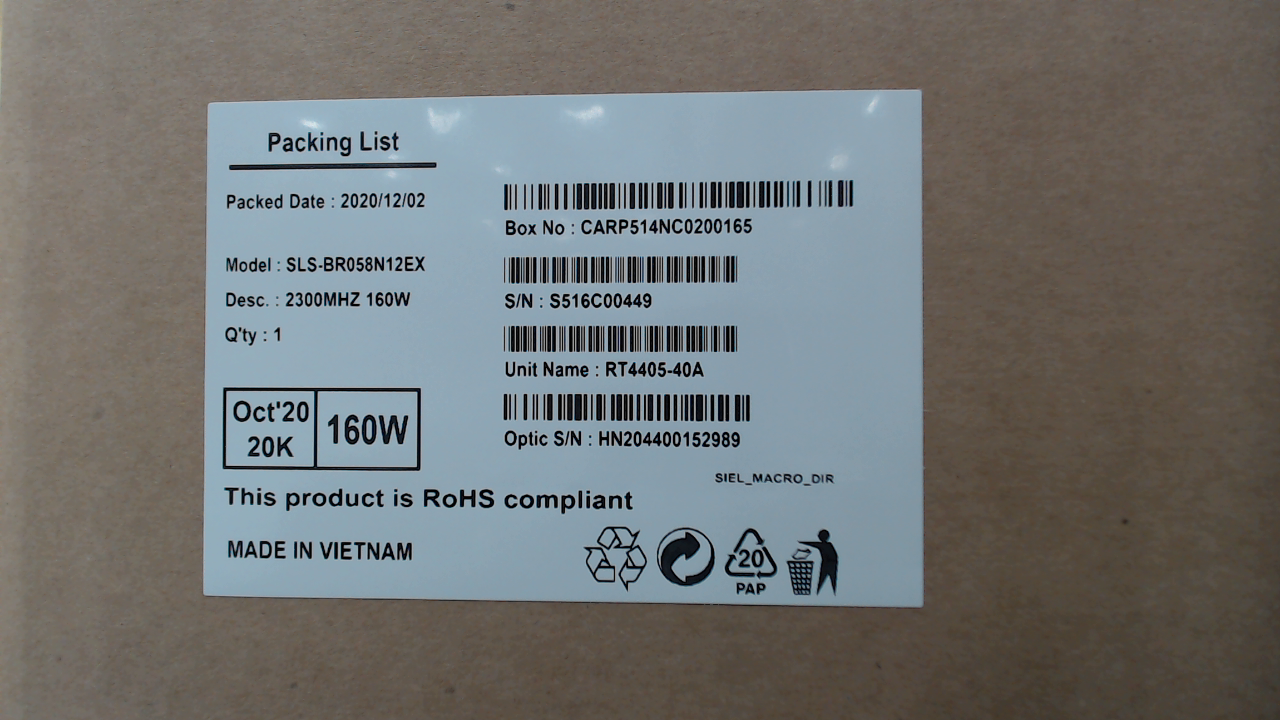 Packing List
Packed Date : 2020/12/02
Model : SLS-BR058N12EX
Desc. : 2300MHZ 160W
Q'ty : 1
Box No : CARP514NC0200165
S/N : S516C00449
Unit Name : RT4405-40A
Optic S/N : HN204400152989
Oct'20
20K
160W
SIEL_MACRO_DIR
This product is RoHS compliant
MADE IN VIETNAM
20
PAP